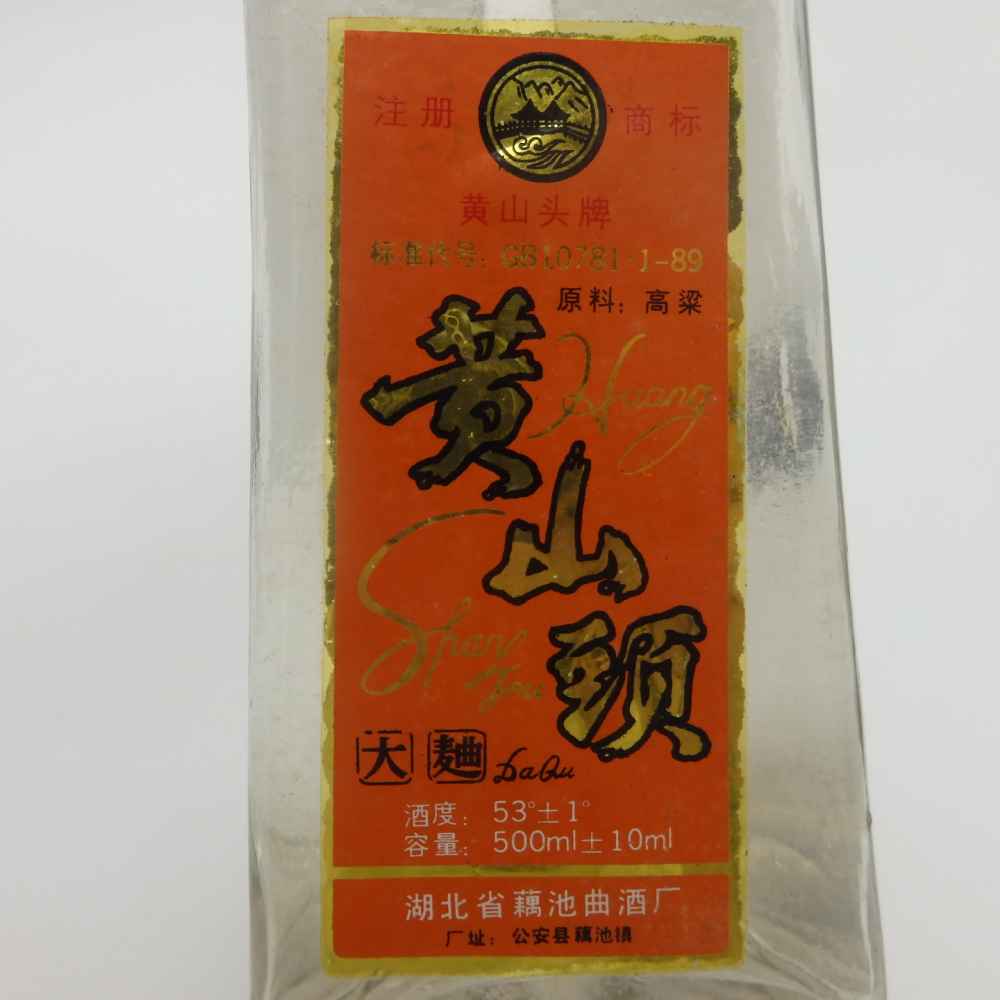 注册 商标
黄山头牌
标准代号：GB10781·1-89
原料：高粱
黄山頭
Huang
Shan
Tou
大麯 DaQu
酒度：53°±1°
容量：500ml±10ml
湖北省藕池曲酒厂
厂址：公安县藕池镇